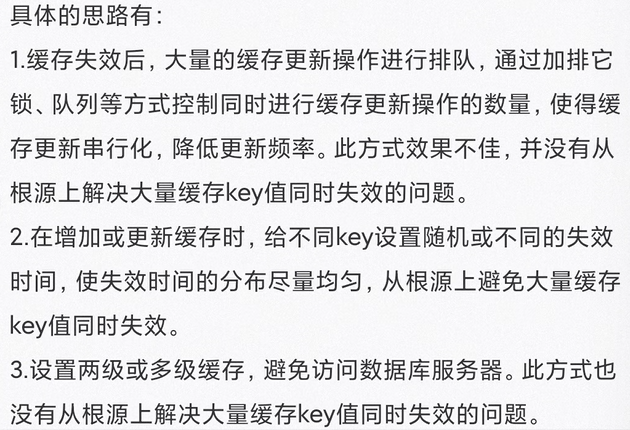 具体的思路有：
1.缓存失效后，大量的缓存更新操作进行排队，通过加排它
锁、队列等方式控制同时进行缓存更新操作的数量，使得缓
存更新串行化，降低更新频率。此方式效果不佳，并没有从
根源上解决大量缓存key值同时失效的问题。
2.在增加或更新缓存时，给不同key设置随机或不同的失效
时间，使失效时间的分布尽量均匀，从根源上避免大量缓存
key值同时失效。
3.设置两级或多级缓存，避免访问数据库服务器。此方式也
没有从根源上解决大量缓存key值同时失效的问题。